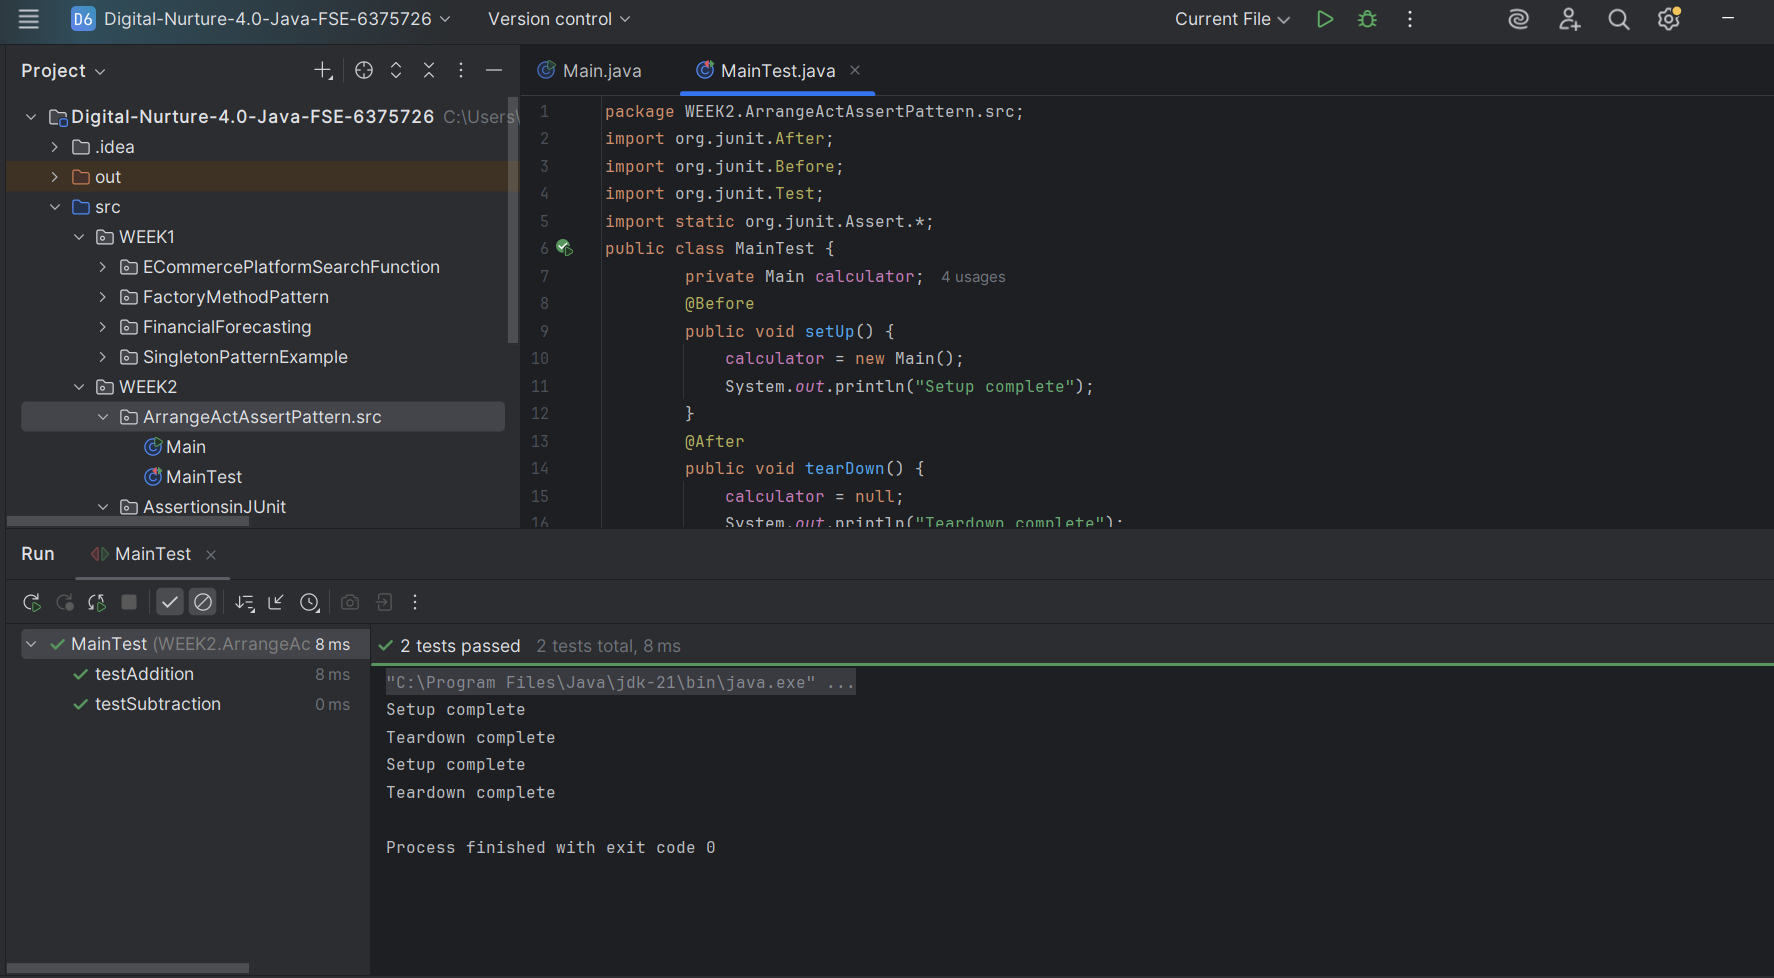 D6 Digital-Nurture-4.0-Java-FSE-6375726 Version control Current File
Project
Main.java MainTest.java
Digital-Nurture-4.0-Java-FSE-6375726 C:\Users\
.idea
out
src
WEEK1
ECommercePlatformSearchFunction
FactoryMethodPattern
FinancialForecasting
SingletonPatternExample
WEEK2
ArrangeActAssertPattern.src
Main
MainTest
AssertionsinJUnit
1 package WEEK2.ArrangeActAssertPattern.src;
2 import org.junit.After;
3 import org.junit.Before;
4 import org.junit.Test;
5 import static org.junit.Assert.*;
6 public class MainTest {
7 private Main calculator; 4 usages
8 @Before
9 public void setUp() {
10 calculator = new Main();
11 System.out.println("Setup complete");
12 }
13 @After
14 public void tearDown() {
15 calculator = null;
16 System.out.println("Teardown complete");
Run MainTest
MainTest (WEEK2.ArrangeAc 8 ms
testAddition 8 ms
testSubtraction 0 ms
2 tests passed 2 tests total, 8 ms
"C:\Program Files\Java\jdk-21\bin\java.exe" ...
Setup complete
Teardown complete
Setup complete
Teardown complete
Process finished with exit code 0